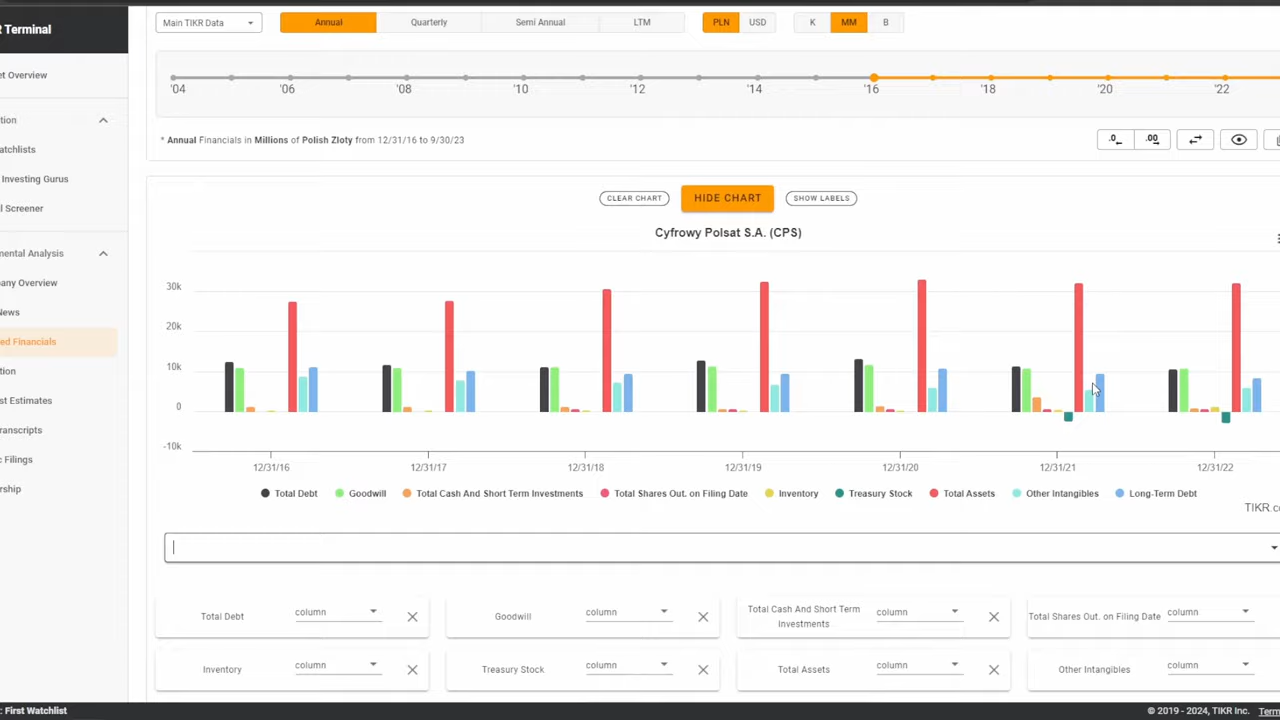 Main TIKR Data
Annual
Quarterly
Semi Annual
LTM
PLN
USD
K
MM
B
Terminal
et Overview
tion
atchlists
Investing Gurus
l Screener
mental Analysis
any Overview
News
ed Financials
tion
st Estimates
ranscripts
c Filings
rship
'04
'06
'08
'10
'12
'14
'16
'18
'20
'22
* Annual Financials in Millions of Polish Zloty from 12/31/16 to 9/30/23
.0
.00
CLEAR CHART
HIDE CHART
SHOW LABELS
Cyfrowy Polsat S.A. (CPS)
30k
20k
10k
0
-10k
12/31/16
12/31/17
12/31/18
12/31/19
12/31/20
12/31/21
12/31/22
Total Debt
Goodwill
Total Cash And Short Term Investments
Total Shares Out. on Filing Date
Inventory
Treasury Stock
Total Assets
Other Intangibles
Long-Term Debt
TIKR.c
Total Debt
column
Goodwill
column
Total Cash And Short Term
Investments
column
Total Shares Out. on Filing Date
column
Inventory
column
Treasury Stock
column
Total Assets
column
Other Intangibles
column
: First Watchlist
© 2019 - 2024, TIKR Inc.
Term